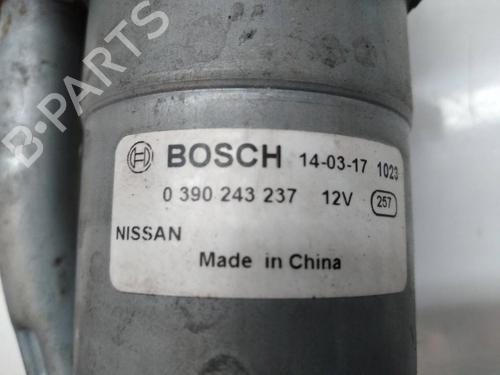 B-PARTS
BOSCH 14-03-17 1023
0 390 243 237 12V 257
NISSAN
Made in China